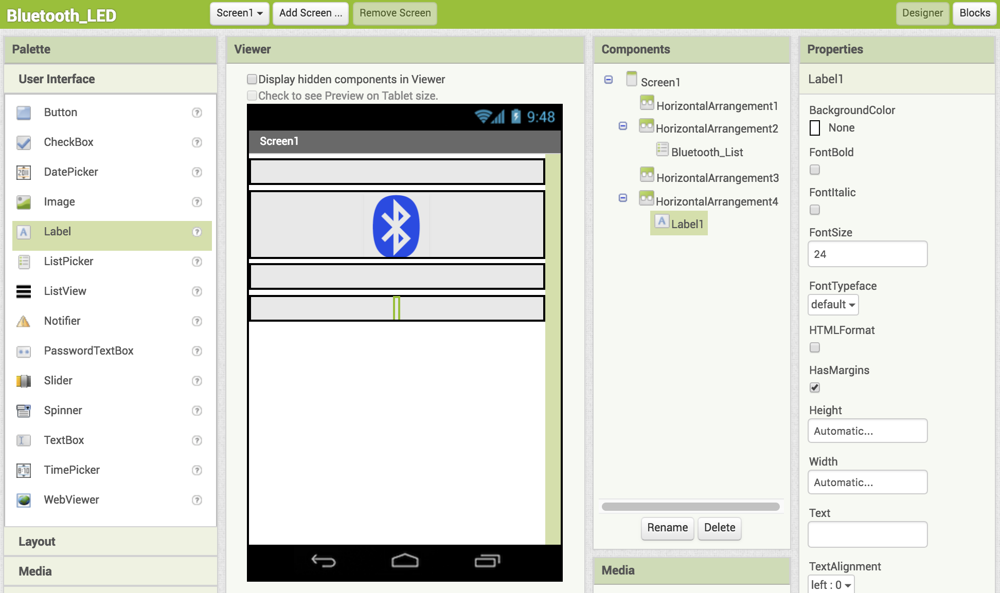 Bluetooth_LED
Screen1
Add Screen ...
Remove Screen
Designer
Blocks
Palette
User Interface
Button
CheckBox
DatePicker
Image
Label
ListPicker
ListView
Notifier
PasswordTextBox
Slider
Spinner
TextBox
TimePicker
WebViewer
Layout
Media
Viewer
Display hidden components in Viewer
Check to see Preview on Tablet size.
9:48
Screen1
Components
Screen1
HorizontalArrangement1
HorizontalArrangement2
Bluetooth_List
HorizontalArrangement3
HorizontalArrangement4
A Label1
Rename
Delete
Media
Properties
Label1
BackgroundColor
None
FontBold
FontItalic
FontSize
24
FontTypeface
default
HTMLFormat
HasMargins
Height
Automatic...
Width
Automatic...
Text
TextAlignment
left : 0